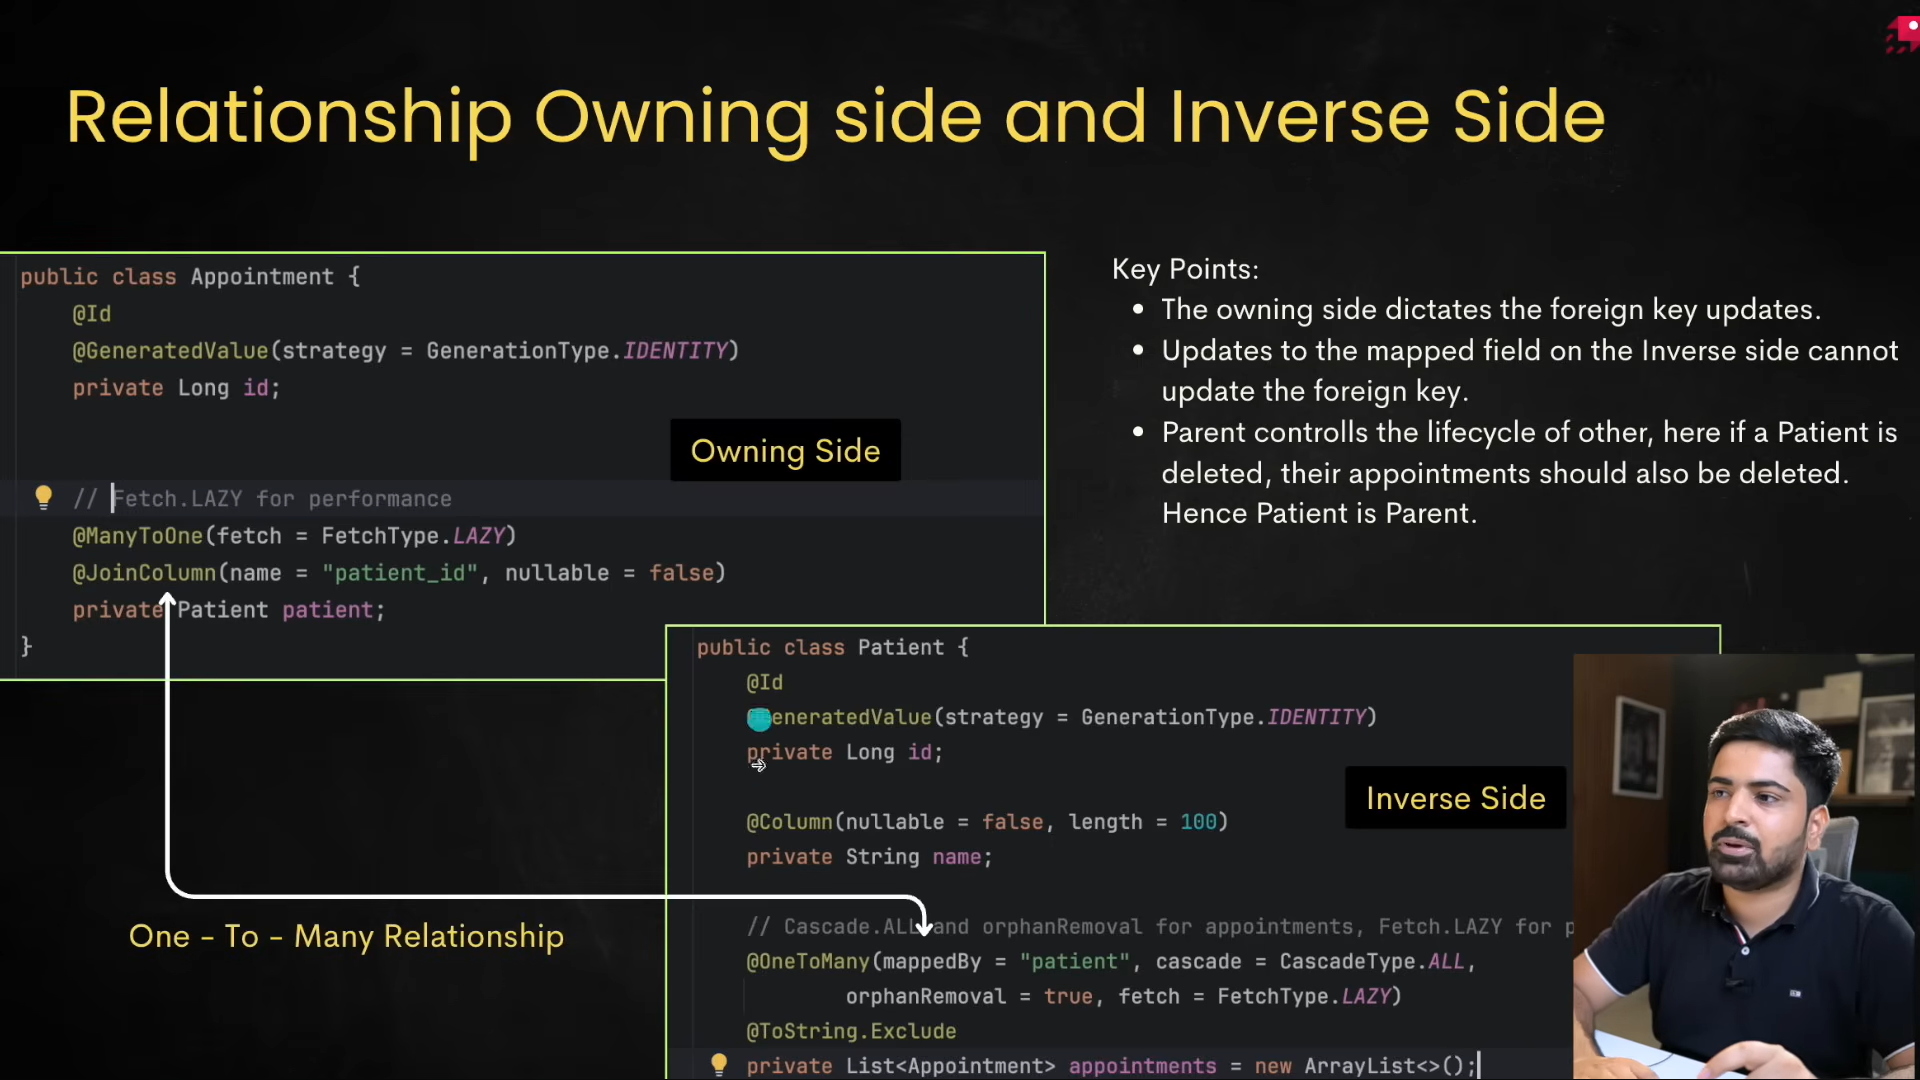 Relationship Owning side and Inverse Side
public class Appointment {
@Id
@GeneratedValue(strategy = GenerationType.IDENTITY)
private Long id;
Owning Side
// Fetch.LAZY for performance
@ManyToOne(fetch = FetchType.LAZY)
@JoinColumn(name = "patient_id", nullable = false)
private Patient patient;
}
Key Points:
• The owning side dictates the foreign key updates.
• Updates to the mapped field on the Inverse side cannot
update the foreign key.
• Parent controlls the lifecycle of other, here if a Patient is
deleted, their appointments should also be deleted.
Hence Patient is Parent.
public class Patient {
@Id
eneratedValue(strategy = GenerationType.IDENTITY)
private Long id;
Inverse Side
@Column(nullable = false, length = 100)
private String name;
// Cascade.ALL and orphanRemoval for appointments, Fetch.LAZY for p
@OneToMany(mappedBy = "patient", cascade = CascadeType.ALL,
orphanRemoval = true, fetch = FetchType.LAZY)
@ToString.Exclude
private List<Appointment> appointments = new ArrayList<>();
One - To - Many Relationship